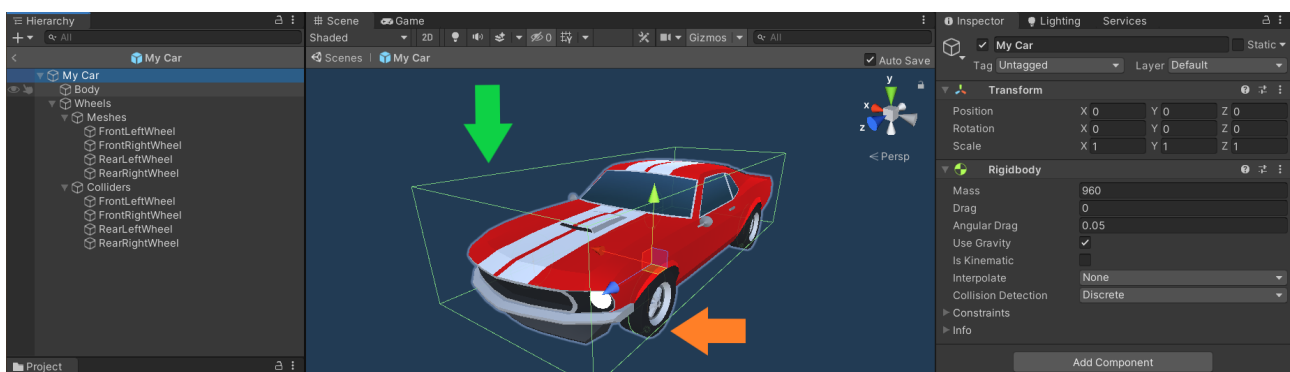 Hierarchy
All
My Car
My Car
Body
Wheels
Meshes
FrontLeftWheel
FrontRightWheel
RearLeftWheel
RearRightWheel
Colliders
FrontLeftWheel
FrontRightWheel
RearLeftWheel
RearRightWheel
Project
Scene Game
Shaded 2D 0 Gizmos All
Scenes My Car Auto Save
y
x
z
Persp
Inspector Lighting Services
My Car Static
Tag Untagged Layer Default
Transform
Position X 0 Y 0 Z 0
Rotation X 0 Y 0 Z 0
Scale X 1 Y 1 Z 1
Rigidbody
Mass 960
Drag 0
Angular Drag 0.05
Use Gravity
Is Kinematic
Interpolate None
Collision Detection Discrete
Constraints
Info
Add Component